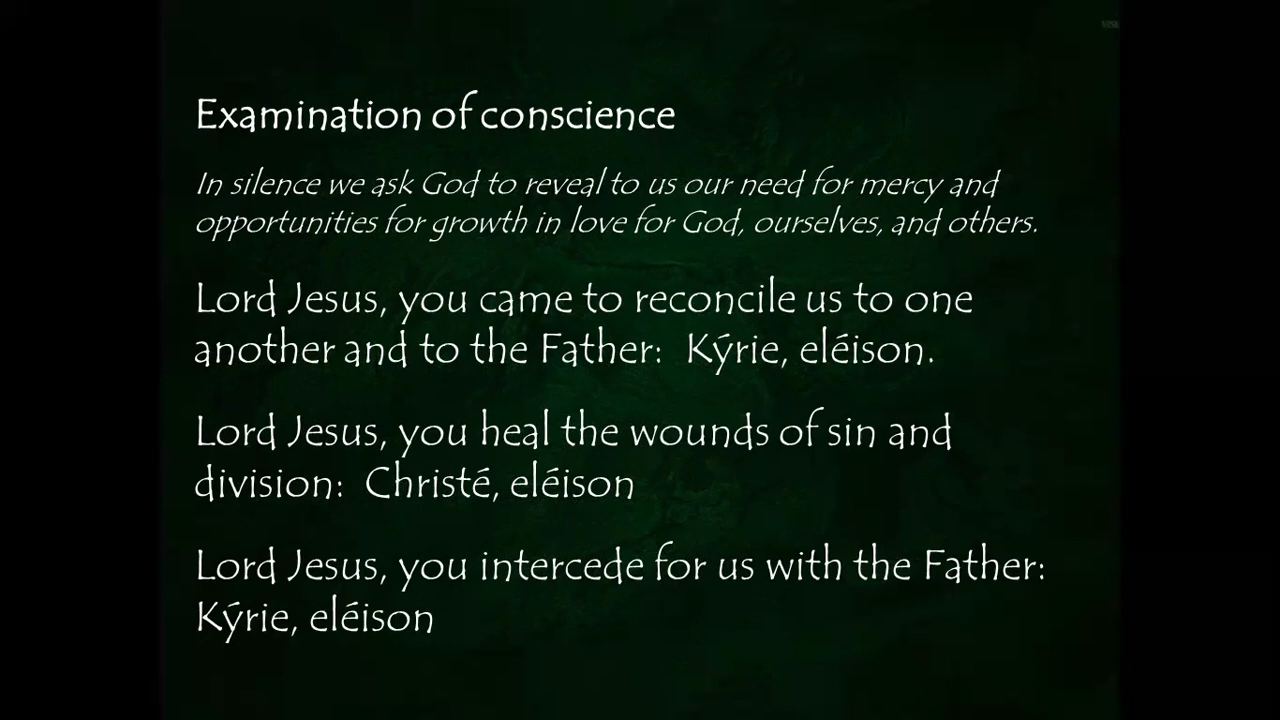 Examination of conscience
In silence we ask God to reveal to us our need for mercy and
opportunities for growth in love for God, ourselves, and others.
Lord Jesus, you came to reconcile us to one
another and to the Father:  Kýrie, eléison.
Lord Jesus, you heal the wounds of sin and
division:  Christé, eléison
Lord Jesus, you intercede for us with the Father:
Kýrie, eléison